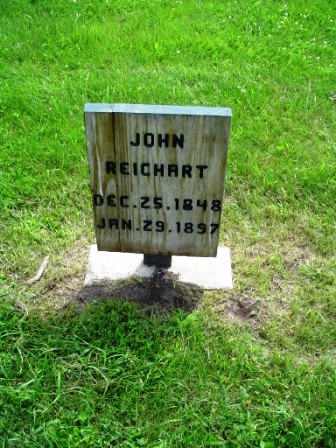 JOHN
REICHART
DEC.25.1848
JAN.29.1897